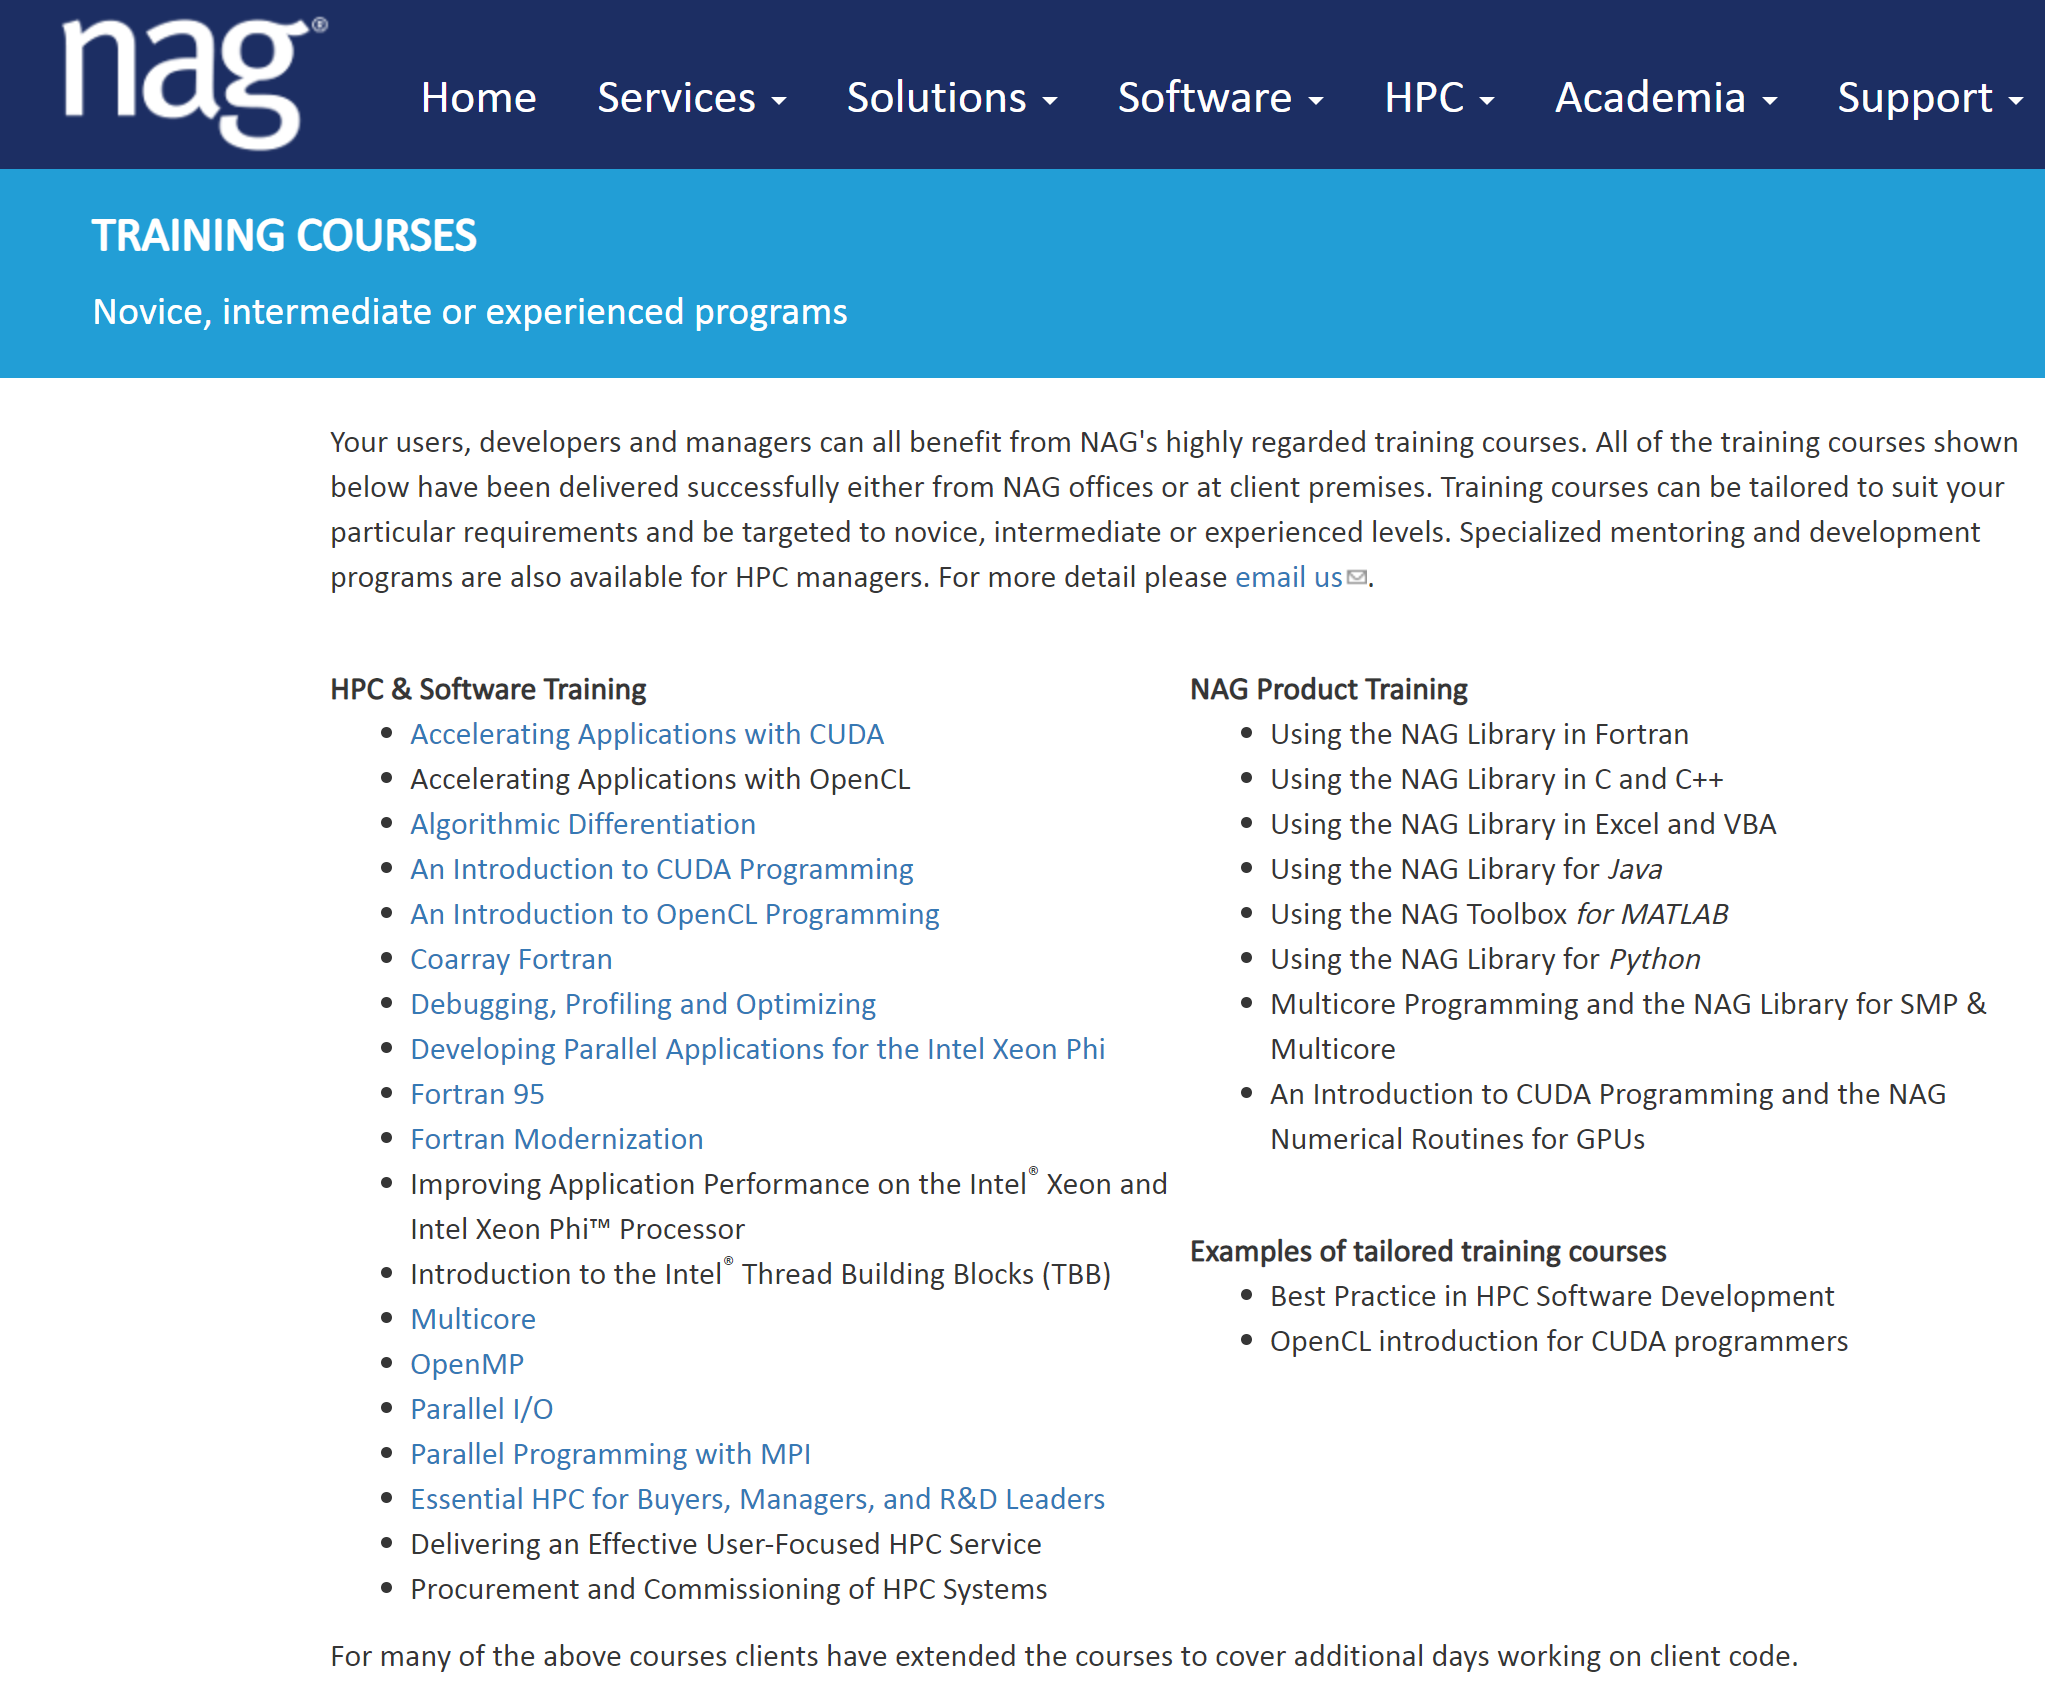 nag®
Home Services Solutions Software HPC Academia Support
TRAINING COURSES
Novice, intermediate or experienced programs
Your users, developers and managers can all benefit from NAG's highly regarded training courses. All of the training courses shown
below have been delivered successfully either from NAG offices or at client premises. Training courses can be tailored to suit your
particular requirements and be targeted to novice, intermediate or experienced levels. Specialized mentoring and development
programs are also available for HPC managers. For more detail please email us.
HPC & Software Training
• Accelerating Applications with CUDA
• Accelerating Applications with OpenCL
• Algorithmic Differentiation
• An Introduction to CUDA Programming
• An Introduction to OpenCL Programming
• Coarray Fortran
• Debugging, Profiling and Optimizing
• Developing Parallel Applications for the Intel Xeon Phi
• Fortran 95
• Fortran Modernization
• Improving Application Performance on the Intel® Xeon and
Intel Xeon Phi™ Processor
• Introduction to the Intel® Thread Building Blocks (TBB)
• Multicore
• OpenMP
• Parallel I/O
• Parallel Programming with MPI
• Essential HPC for Buyers, Managers, and R&D Leaders
• Delivering an Effective User-Focused HPC Service
• Procurement and Commissioning of HPC Systems
NAG Product Training
• Using the NAG Library in Fortran
• Using the NAG Library in C and C++
• Using the NAG Library in Excel and VBA
• Using the NAG Library for Java
• Using the NAG Toolbox for MATLAB
• Using the NAG Library for Python
• Multicore Programming and the NAG Library for SMP &
Multicore
• An Introduction to CUDA Programming and the NAG
Numerical Routines for GPUs
Examples of tailored training courses
• Best Practice in HPC Software Development
• OpenCL introduction for CUDA programmers
For many of the above courses clients have extended the courses to cover additional days working on client code.